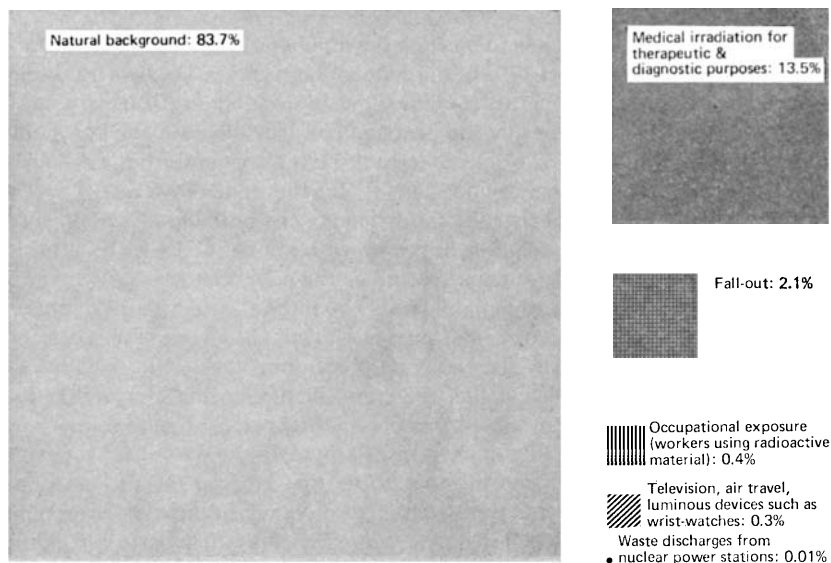 Natural background: 83.7%
Medical irradiation for
therapeutic &
diagnostic purposes: 13.5%
Fall-out: 2.1%
Occupational exposure
(workers using radioactive
material): 0.4%
Television, air travel,
luminous devices such as
wrist-watches: 0.3%
Waste discharges from
nuclear power stations: 0.01%